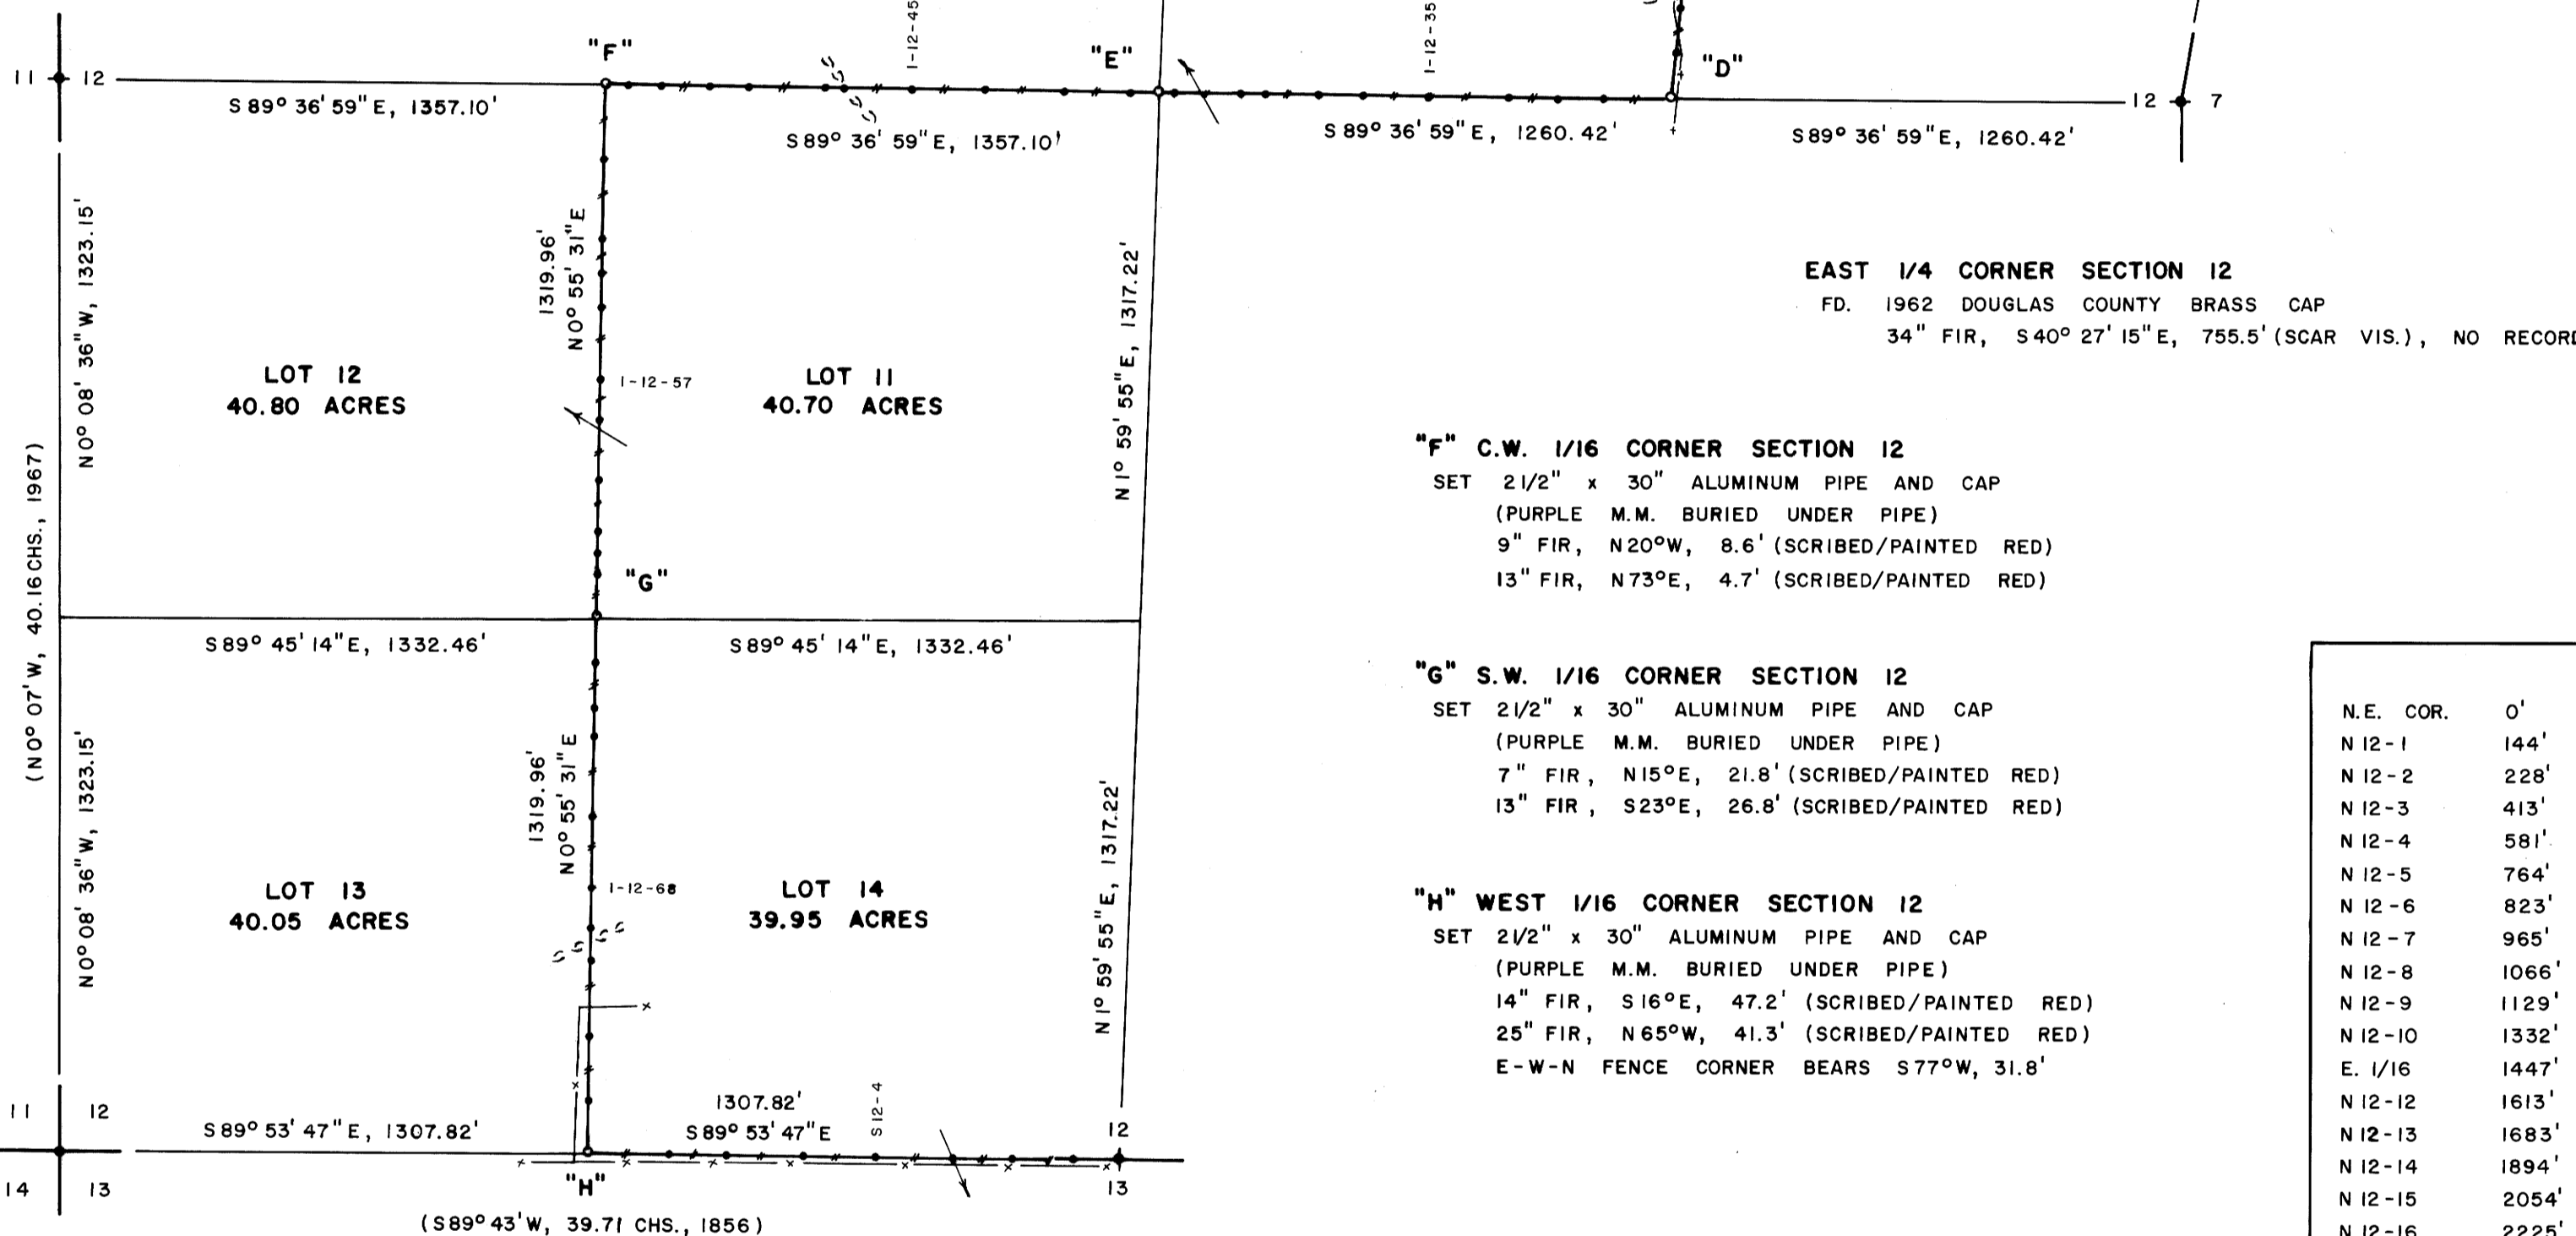 1-12-45
1-12-35
"F"
"E"
"D"
11
12
12
7
S 89° 36' 59" E, 1357.10'
S 89° 36' 59" E, 1357.10'
S 89° 36' 59" E, 1260.42'
S 89° 36' 59" E, 1260.42'
N 0° 08' 36" W, 1323.15'
1319.96'
N 0° 55' 31" E
N 1° 59' 55" E, 1317.22'
LOT 12
40.80 ACRES
1-12-57
LOT 11
40.70 ACRES
(N 0° 07' W, 40.16 CHS., 1967)
"G"
S 89° 45' 14" E, 1332.46'
S 89° 45' 14" E, 1332.46'
N 0° 08' 36" W, 1323.15'
1319.96'
N 0° 55' 31" E
N 1° 59' 55" E, 1317.22'
LOT 13
40.05 ACRES
1-12-68
LOT 14
39.95 ACRES
11
12
S 89° 53' 47" E, 1307.82'
1307.82'
S 89° 53' 47" E
S 12-4
12
14
13
"H"
13
(S 89° 43' W, 39.71 CHS., 1856)
EAST 1/4 CORNER SECTION 12
FD. 1962 DOUGLAS COUNTY BRASS CAP
34" FIR, S 40° 27' 15" E, 755.5' (SCAR VIS.), NO RECORD
"F" C.W. 1/16 CORNER SECTION 12
SET 2 1/2" x 30" ALUMINUM PIPE AND CAP
(PURPLE M.M. BURIED UNDER PIPE)
9" FIR, N 20° W, 8.6' (SCRIBED/PAINTED RED)
13" FIR, N 73° E, 4.7' (SCRIBED/PAINTED RED)
"G" S.W. 1/16 CORNER SECTION 12
SET 2 1/2" x 30" ALUMINUM PIPE AND CAP
(PURPLE M.M. BURIED UNDER PIPE)
7" FIR, N 15° E, 21.8' (SCRIBED/PAINTED RED)
13" FIR, S 23° E, 26.8' (SCRIBED/PAINTED RED)
"H" WEST 1/16 CORNER SECTION 12
SET 2 1/2" x 30" ALUMINUM PIPE AND CAP
(PURPLE M.M. BURIED UNDER PIPE)
14" FIR, S 16° E, 47.2' (SCRIBED/PAINTED RED)
25" FIR, N 65° W, 41.3' (SCRIBED/PAINTED RED)
E-W-N FENCE CORNER BEARS S 77° W, 31.8'
N.E. COR. 0'
N 12-1 144'
N 12-2 228'
N 12-3 413'
N 12-4 581'
N 12-5 764'
N 12-6 823'
N 12-7 965'
N 12-8 1066'
N 12-9 1129'
N 12-10 1332'
E. 1/16 1447'
N 12-12 1613'
N 12-13 1683'
N 12-14 1894'
N 12-15 2054'
N 12-16 2225'